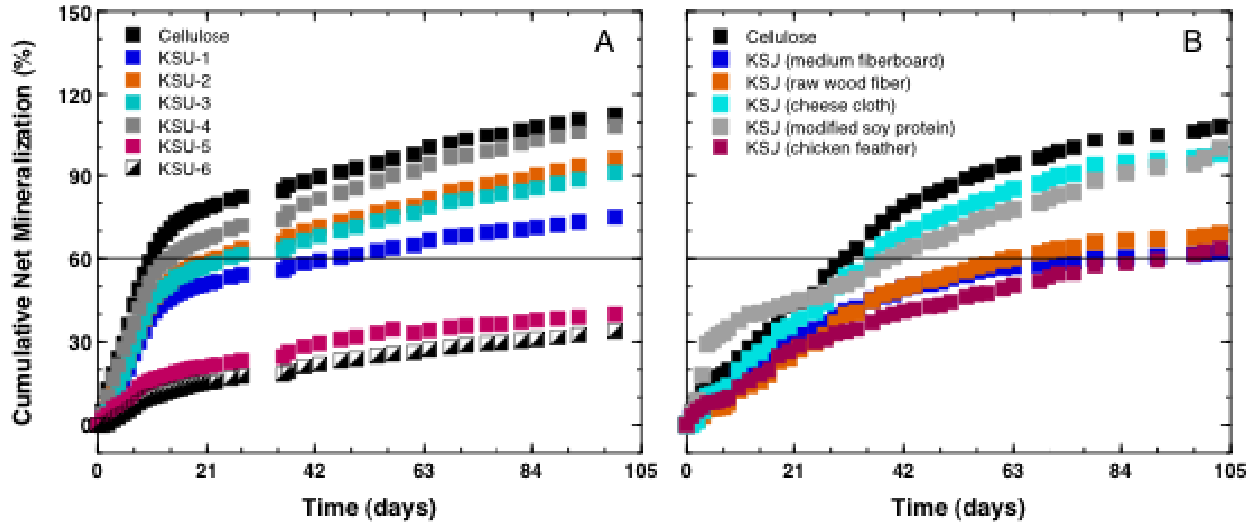 Cumulative Net Mineralization (%)
150
120
90
60
30
0
Cellulose
KSU-1
KSU-2
KSU-3
KSU-4
KSU-5
KSU-6
A
0 21 42 63 84 105
Time (days)
Celulose
KSJ (medium fiberboard)
KSJ (raw wood fiber)
KSJ (cheese cloth)
KSJ (modified soy protein)
KSJ (chicken feather)
B
0 21 42 63 84 105
Time (days)